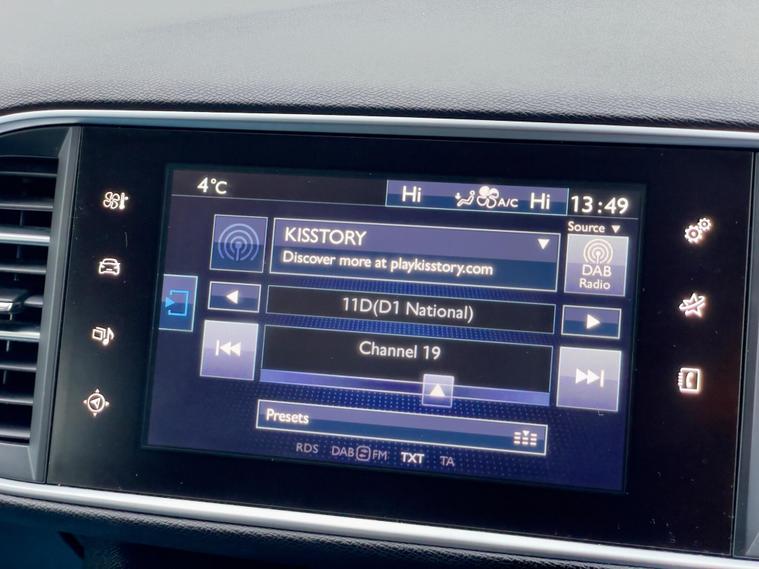 4°C
Hi A/C Hi
13:49
Source ▼
KISSTORY
Discover more at playkisstory.com
DAB
Radio
11D(D1 National)
Channel 19
Presets
RDS DAB FM TXT TA